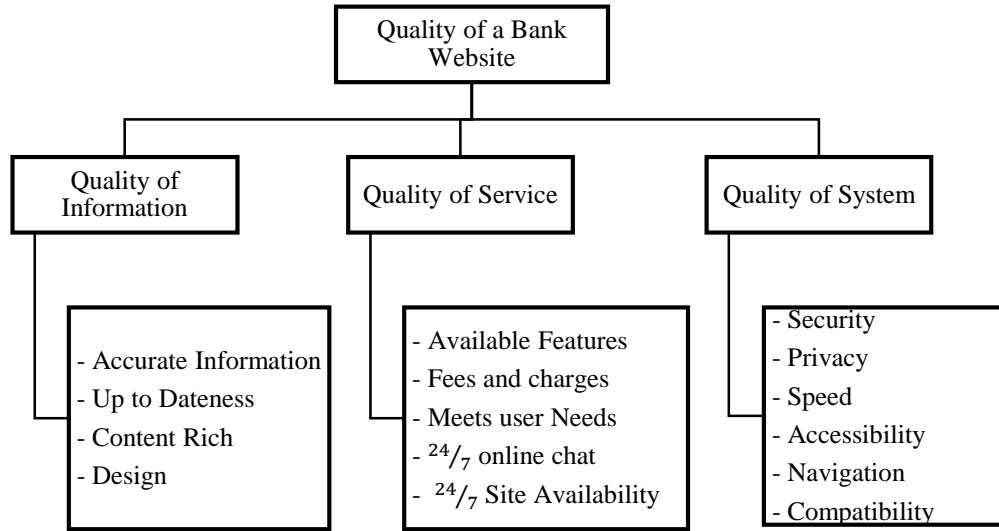 Quality of a Bank
Website
Quality of
Information
Quality of Service
Quality of System
- Accurate Information
- Up to Dateness
- Content Rich
- Design
- Available Features
- Fees and charges
- Meets user Needs
- 24/7 online chat
- 24/7 Site Availability
- Security
- Privacy
- Speed
- Accessibility
- Navigation
- Compatibility